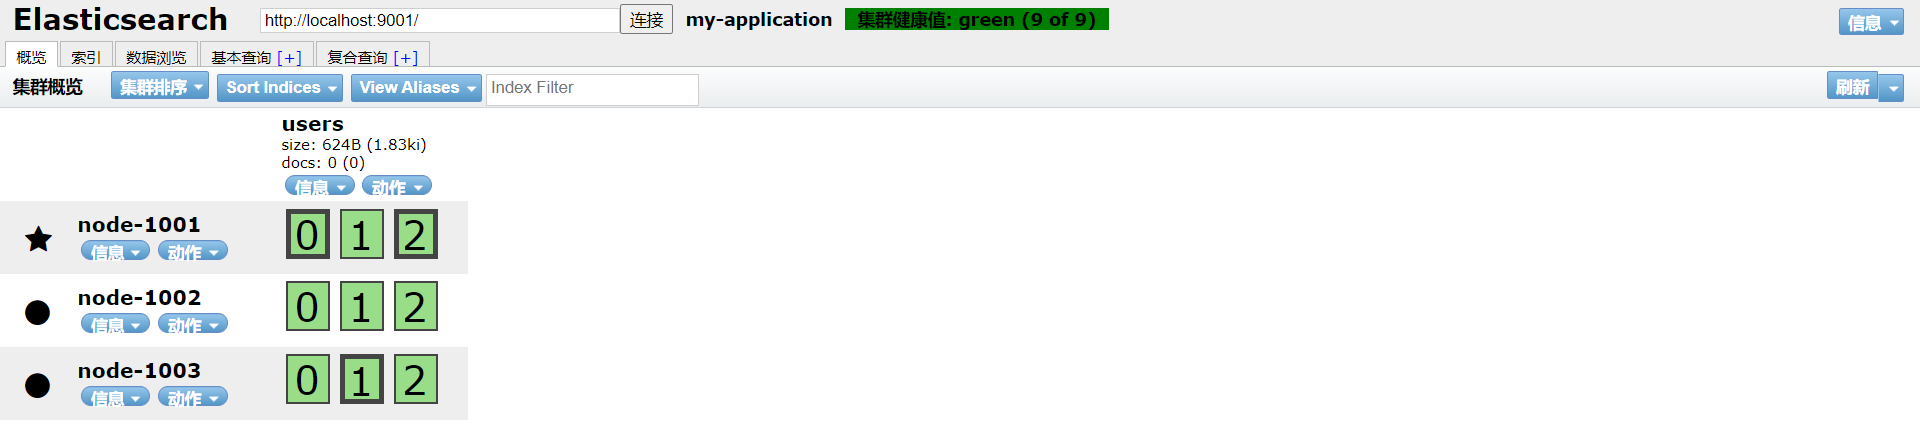 Elasticsearch http://localhost:9001/ 连接 my-application 集群健康值: green (9 of 9) 信息
概览 索引 数据浏览 基本查询 [+] 复合查询 [+]
集群概览 集群排序 Sort Indices View Aliases Index Filter 刷新
users
size: 624B (1.83ki)
docs: 0 (0)
信息 动作
node-1001 0 1 2
信息 动作
node-1002 0 1 2
信息 动作
node-1003 0 1 2
信息 动作